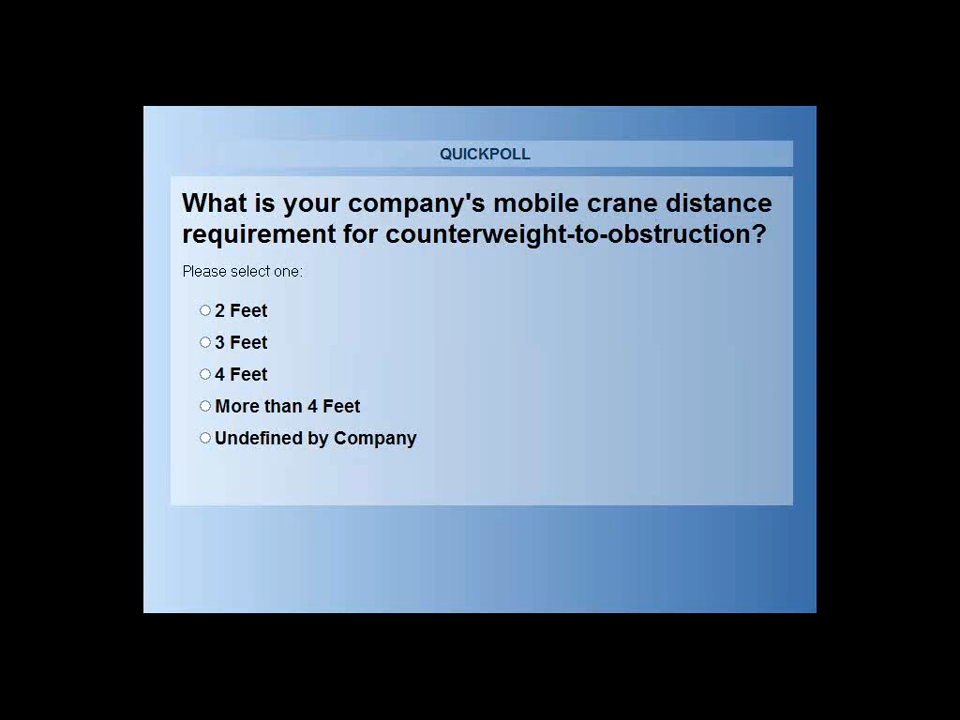 QUICKPOLL
What is your company's mobile crane distance
requirement for counterweight-to-obstruction?
Please select one:
2 Feet
3 Feet
4 Feet
More than 4 Feet
Undefined by Company